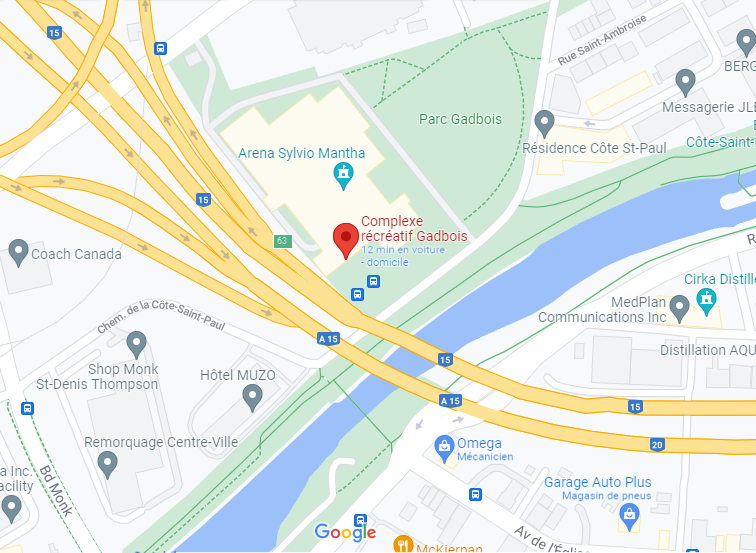 15
Rue Saint-Ambroise
BERG
Messagerie JLE
Parc Gadbois
Résidence Côte St-Paul
Côte-Saint-
Arena Sylvio Mantha
15
Complexe
récréatif Gadbois
12 min en voiture
- domicile
63
Coach Canada
Cirka Distille
MedPlan
Communications Inc
Chem. de la Côte-Saint-Paul
A 15
15
Distillation AQU
Shop Monk
St-Denis Thompson
Hôtel MUZO
A 15
15
20
Remorquage Centre-Ville
Omega
Mécanicien
a Inc.
acility
Bd Monk
Garage Auto Plus
Magasin de pneus
Google
Av de l'Église
McKiernan